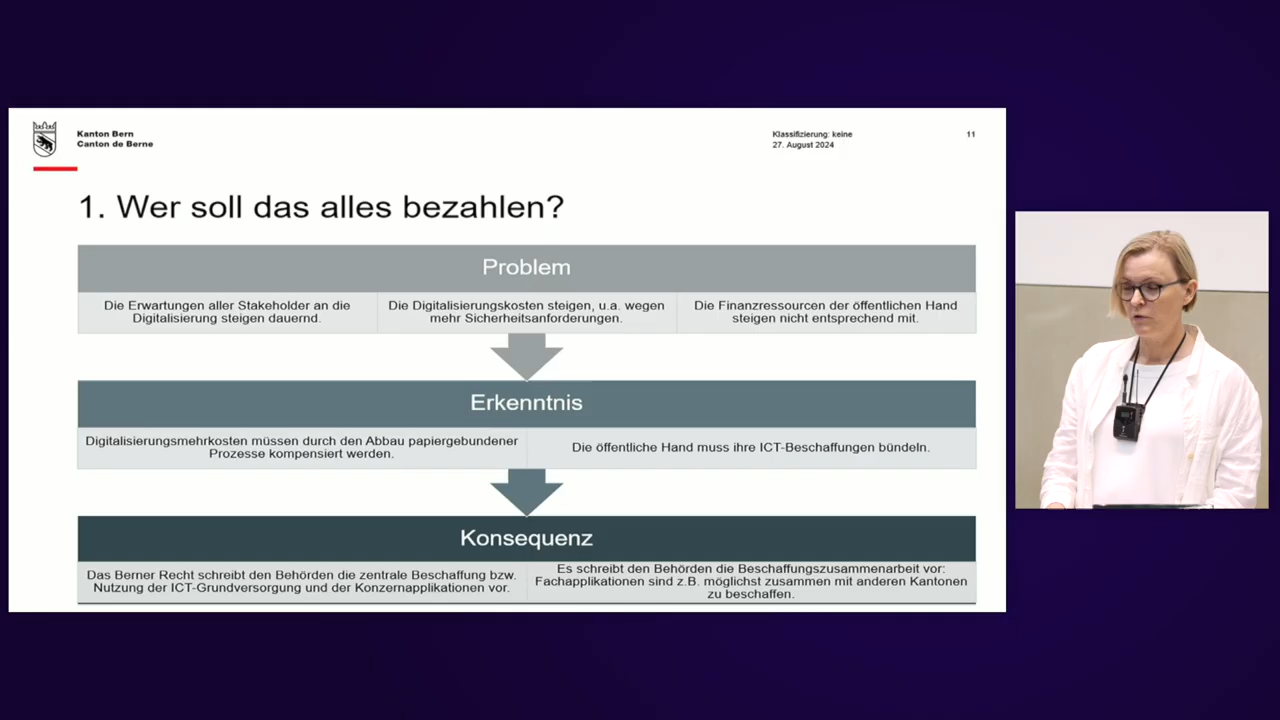 Kanton Bern
Canton de Berne
Klassifizierung: keine
27. August 2024
11
1. Wer soll das alles bezahlen?
Problem
Die Erwartungen aller Stakeholder an die
Digitalisierung steigen dauernd.
Die Digitalisierungskosten steigen, u.a. wegen
mehr Sicherheitsanforderungen.
Die Finanzressourcen der öffentlichen Hand
steigen nicht entsprechend mit.
Erkenntnis
Digitalisierungsmehrkosten müssen durch den Abbau papiergebundener
Prozesse kompensiert werden.
Die öffentliche Hand muss ihre ICT-Beschaffungen bündeln.
Konsequenz
Das Berner Recht schreibt den Behörden die zentrale Beschaffung bzw.
Nutzung der ICT-Grundversorgung und der Konzernapplikationen vor.
Es schreibt den Behörden die Beschaffungszusammenarbeit vor:
Fachapplikationen sind z.B. möglichst zusammen mit anderen Kantonen
zu beschaffen.